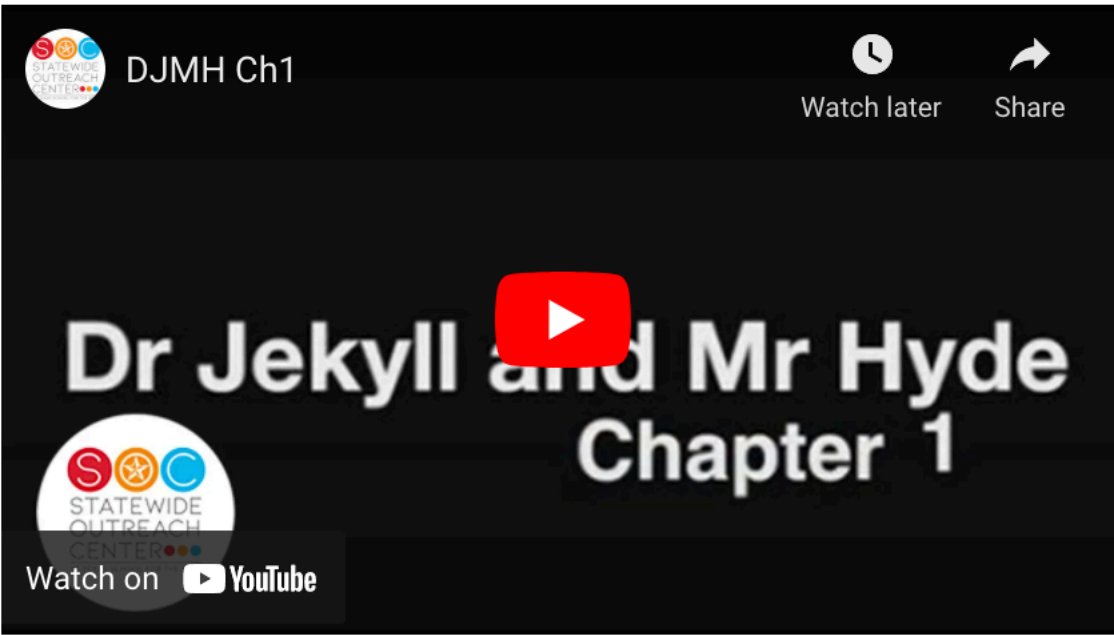 SOC
STATEWIDE
OUTREACH
CENTER
DJMH Ch1
Watch later
Share
Dr Jekyll and Mr Hyde
Chapter 1
SOC
STATEWIDE
OUTREACH
CENTER
Watch on YouTube